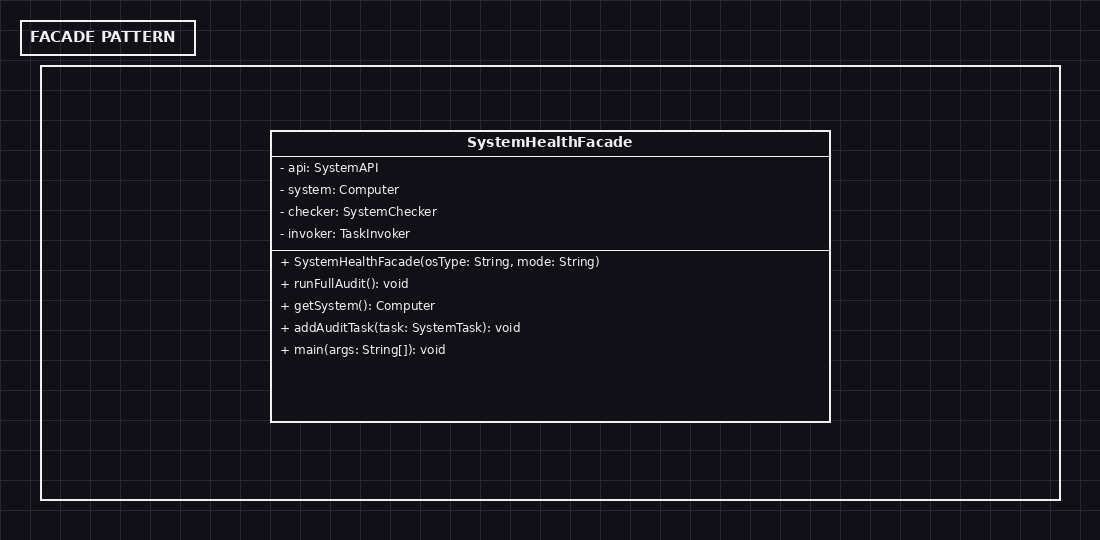 FACADE PATTERN
SystemHealthFacade
- api: SystemAPI
- system: Computer
- checker: SystemChecker
- invoker: TaskInvoker
+ SystemHealthFacade(osType: String, mode: String)
+ runFullAudit(): void
+ getSystem(): Computer
+ addAuditTask(task: SystemTask): void
+ main(args: String[]): void